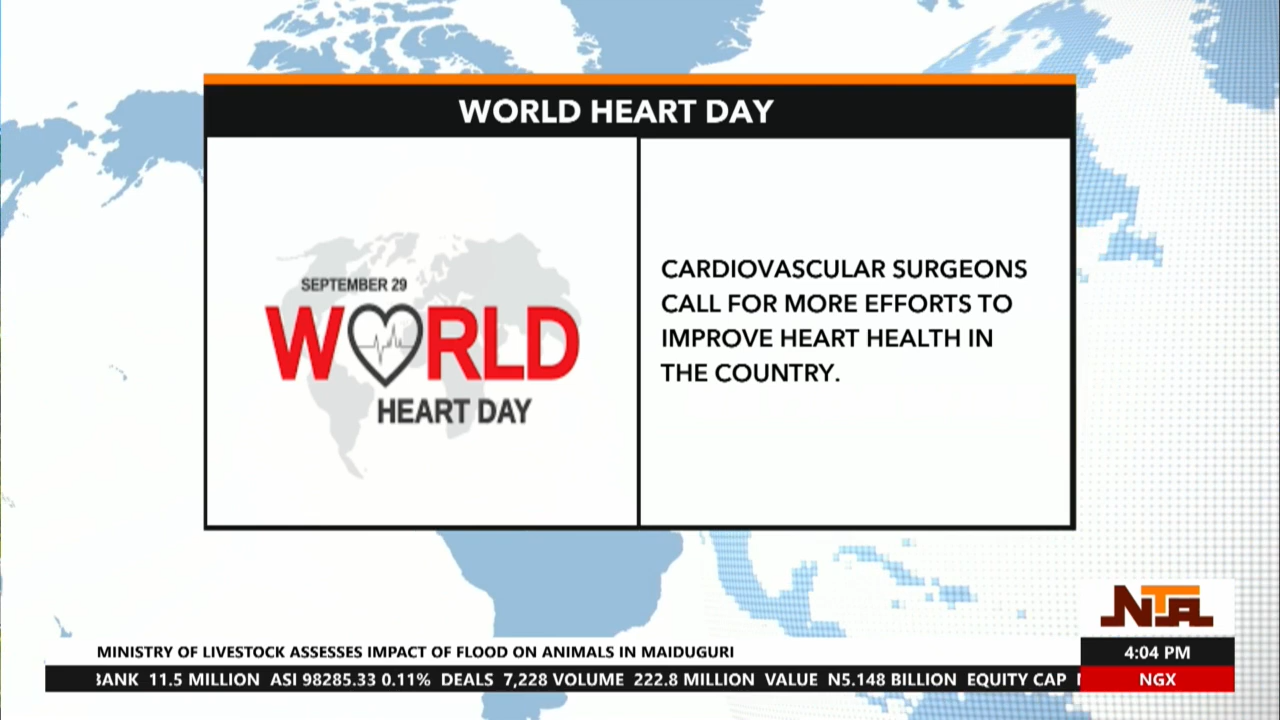 WORLD HEART DAY
SEPTEMBER 29
WORLD
HEART DAY
CARDIOVASCULAR SURGEONS
CALL FOR MORE EFFORTS TO
IMPROVE HEART HEALTH IN
THE COUNTRY.
NTA
MINISTRY OF LIVESTOCK ASSESSES IMPACT OF FLOOD ON ANIMALS IN MAIDUGURI
4:04 PM
11.5 MILLION ASI 98285.33 0.11% DEALS 7,228 VOLUME 222.8 MILLION VALUE N5.148 BILLION EQUITY CAP
NGX